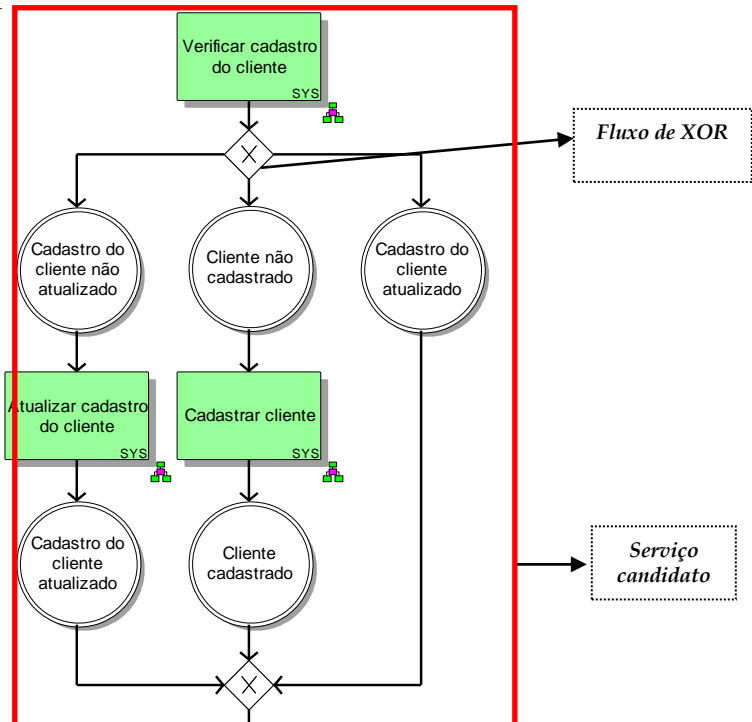 Verificar cadastro
do cliente
SYS
X
Fluxo de XOR
Cadastro do
cliente não
atualizado
Cliente não
cadastrado
Cadastro do
cliente
atualizado
Atualizar cadastro
do cliente
SYS
Cadastrar cliente
SYS
Cadastro do
cliente
atualizado
Cliente
cadastrado
Serviço
candidato
X